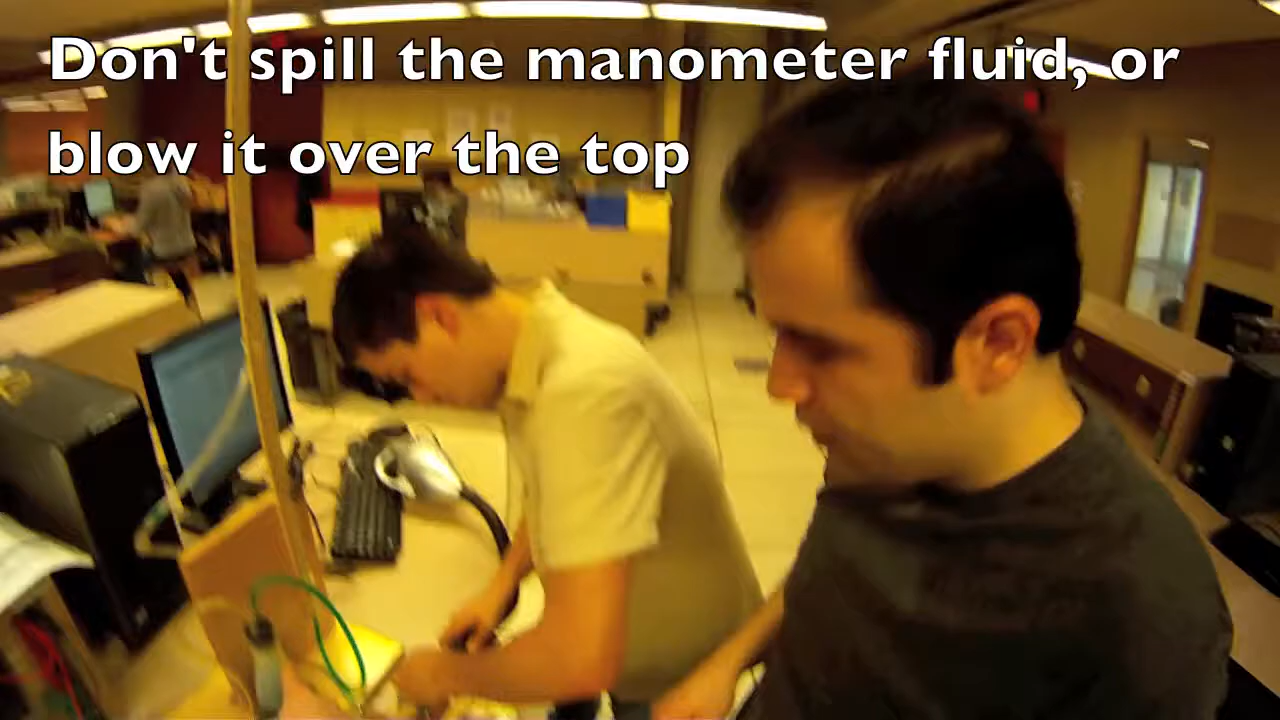 Don't spill the manometer fluid, or
blow it over the top